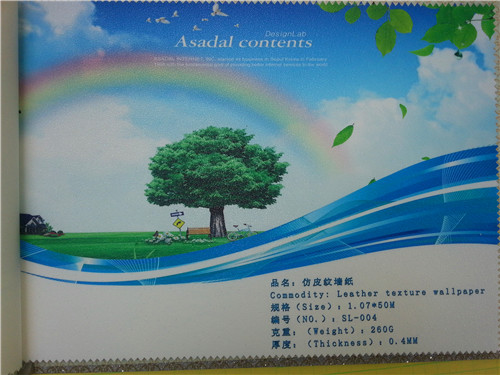 DesignLab
Asadal contents
品名：仿皮纹墙纸
Commodity: Leather texture wallpaper
规格（Size）：1.07*50M
编号（NO.）：SL-004
克重：（Weight）：260G
厚度：（Thickness）：0.4MM